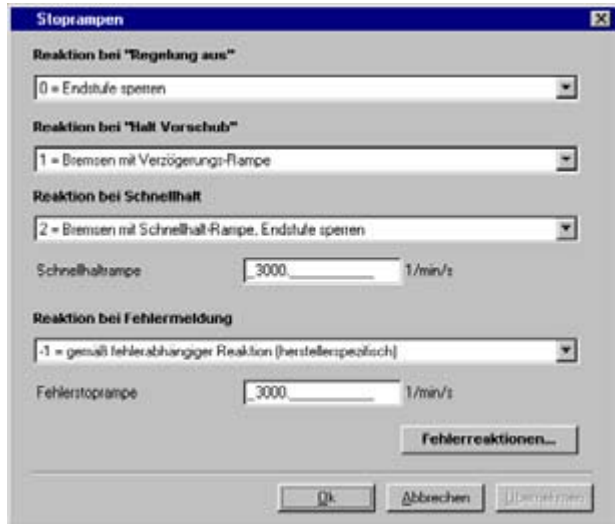 Stoprampen
Reaktion bei "Regelung aus"
0 = Endstufe sperren
Reaktion bei "Halt Vorschub"
1 = Bremsen mit Verzögerungs-Rampe
Reaktion bei Schnellhalt
2 = Bremsen mit Schnellhalt-Rampe, Endstufe sperren
Schnellhaltrampe _3000___________ 1/min/s
Reaktion bei Fehlermeldung
-1 = gemäß fehlerabhängiger Reaktion (herstellerspezifisch)
Fehlerstoprampe _3000___________ 1/min/s
Fehlerreaktionen...
Ok Abbrechen Übernehmen